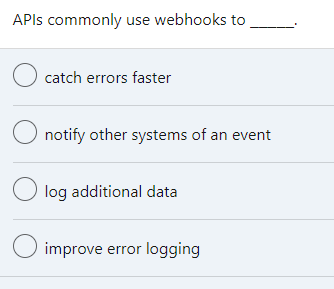 APIs commonly use webhooks to _____.
catch errors faster
notify other systems of an event
log additional data
improve error logging